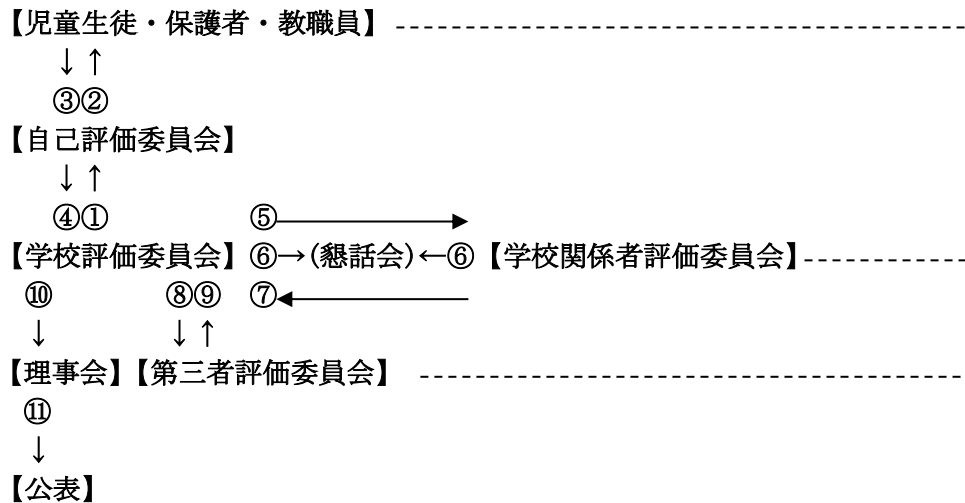 【児童生徒・保護者・教職員】 -----------------------------------------
↓ ↑
③②
【自己評価委員会】
↓ ↑
④① ⑤
【学校評価委員会】 ⑥→(懇話会)←⑥ 【学校関係者評価委員会】------------
⑩ ⑧⑨ ⑦
↓ ↓ ↑
【理事会】【第三者評価委員会】 ---------------------------------------
⑪
↓
【公表】